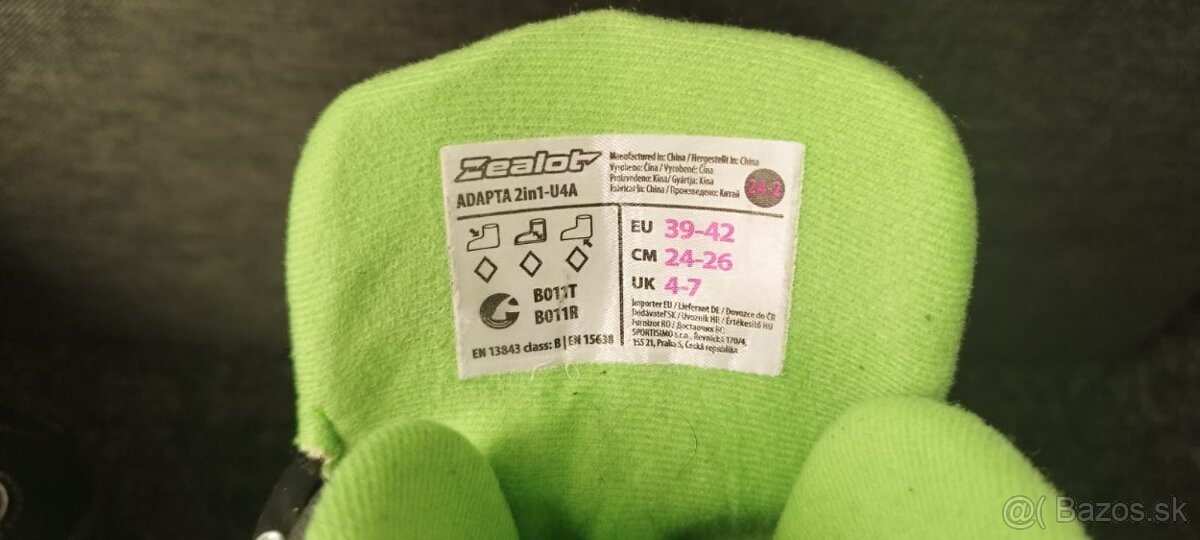 Zealot
ADAPTA 2in1-U4A
Manufactured in: China / Hergestellt in: China
Vyrobeno: Čína / Vyrobené: Čína
Proizvedeno: Kina / Gyártja: Kína
Fabricat in: China / Произведено: Китай
24-2
EU 39-42
CM 24-26
UK 4-7
B011T
B011R
EN 13843 class: B | EN 15638
Importer EU / Lieferant DE / Dovozce do ČR
Dodávateľ SK / Uvoznik HR / Értékesítő HU
Furnizor RO / Доставчик BG
SPORTISIMO s.r.o., Řevnická 170/4,
155 21, Praha 5, Česká republika
@( Bazos.sk